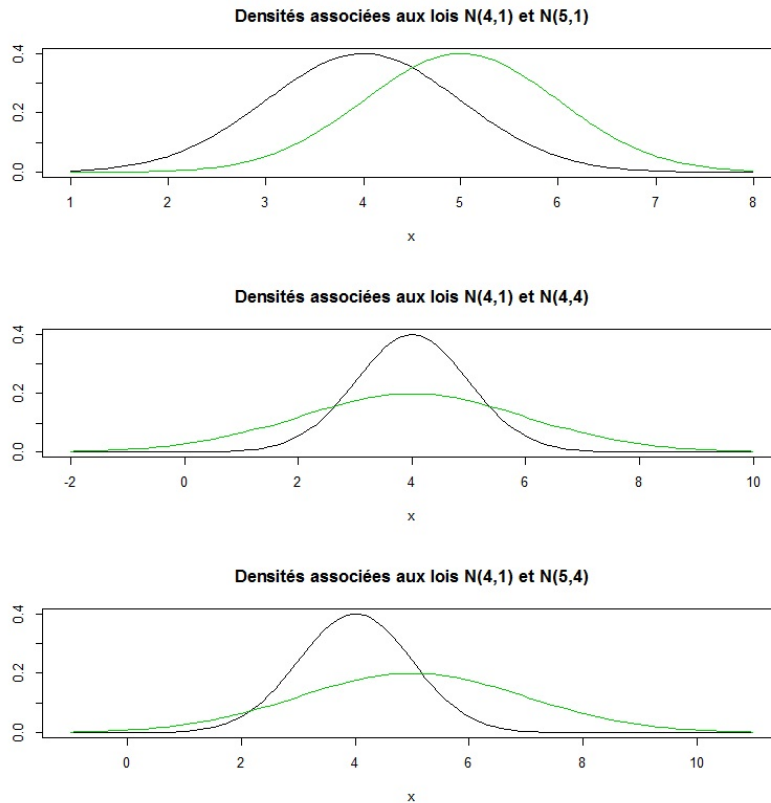 Densités associées aux lois N(4,1) et N(5,1)
0.4
0.2
0.0
1 2 3 4 5 6 7 8
x
Densités associées aux lois N(4,1) et N(4,4)
0.4
0.2
0.0
-2 0 2 4 6 8 10
x
Densités associées aux lois N(4,1) et N(5,4)
0.4
0.2
0.0
0 2 4 6 8 10
x